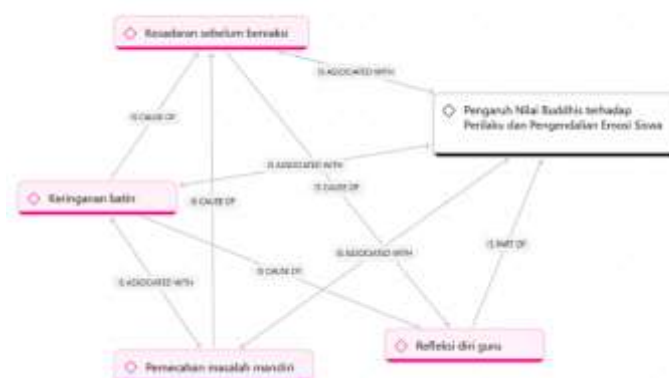 Kesadaran sebelum bereaksi
IS ASSOCIATED WITH
Pengaruh Nilai Buddhis terhadap
Perilaku dan Pengendalian Emosi Siswa
IS CAUSE OF
IS ASSOCIATED WITH
IS CAUSE OF
Keringanan batin
IS CAUSE OF
IS ASSOCIATED WITH
IS PART OF
IS CAUSE OF
IS ASSOCIATED WITH
Refleksi diri guru
Pemecahan masalah mandiri